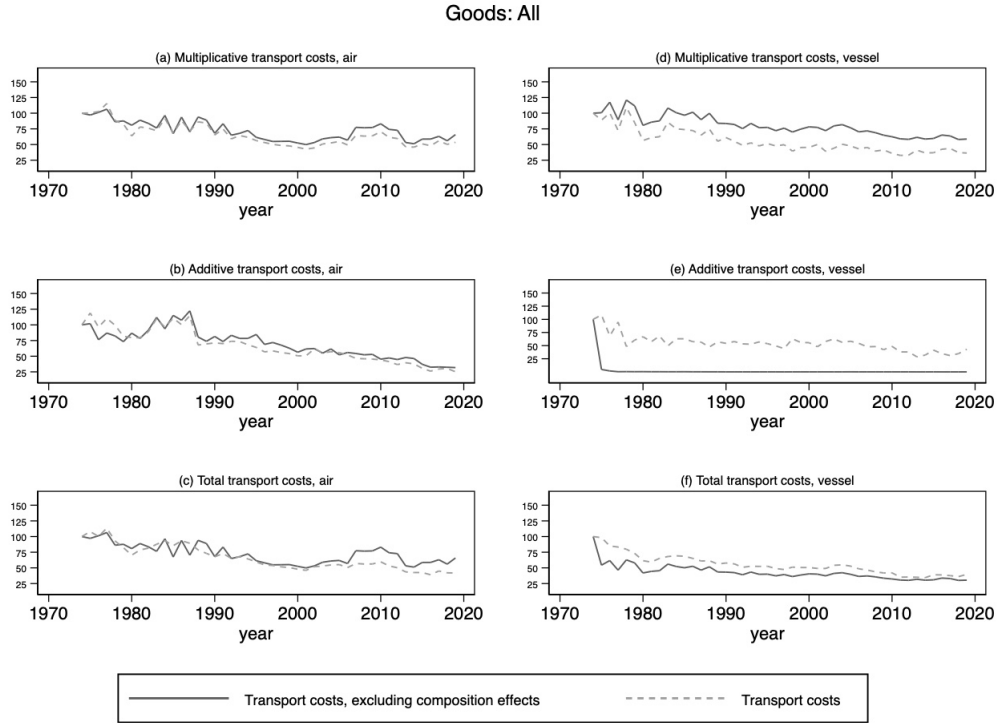 Goods: All
(a) Multiplicative transport costs, air
150
125
100
75
50
25
1970 1980 1990 2000 2010 2020
year
(d) Multiplicative transport costs, vessel
150
125
100
75
50
25
1970 1980 1990 2000 2010 2020
year
(b) Additive transport costs, air
150
125
100
75
50
25
1970 1980 1990 2000 2010 2020
year
(e) Additive transport costs, vessel
150
125
100
75
50
25
1970 1980 1990 2000 2010 2020
year
(c) Total transport costs, air
150
125
100
75
50
25
1970 1980 1990 2000 2010 2020
year
(f) Total transport costs, vessel
150
125
100
75
50
25
1970 1980 1990 2000 2010 2020
year
Transport costs, excluding composition effects
Transport costs